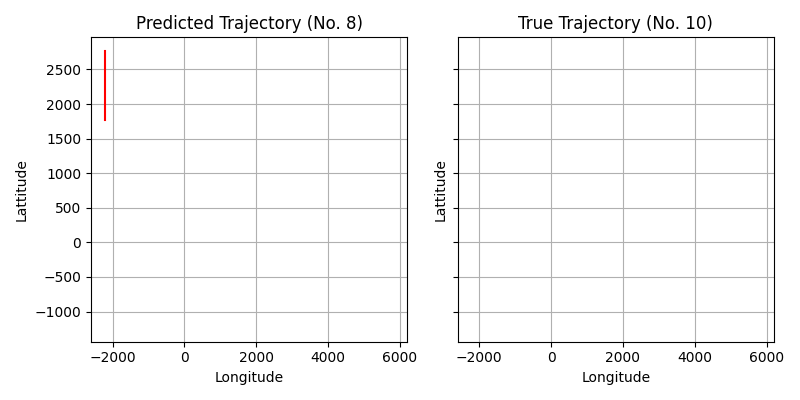 Predicted Trajectory (No. 8)
2500
2000
1500
1000
500
0
−500
−1000
Lattitude
−2000 0 2000 4000 6000
Longitude
True Trajectory (No. 10)
Lattitude
−2000 0 2000 4000 6000
Longitude